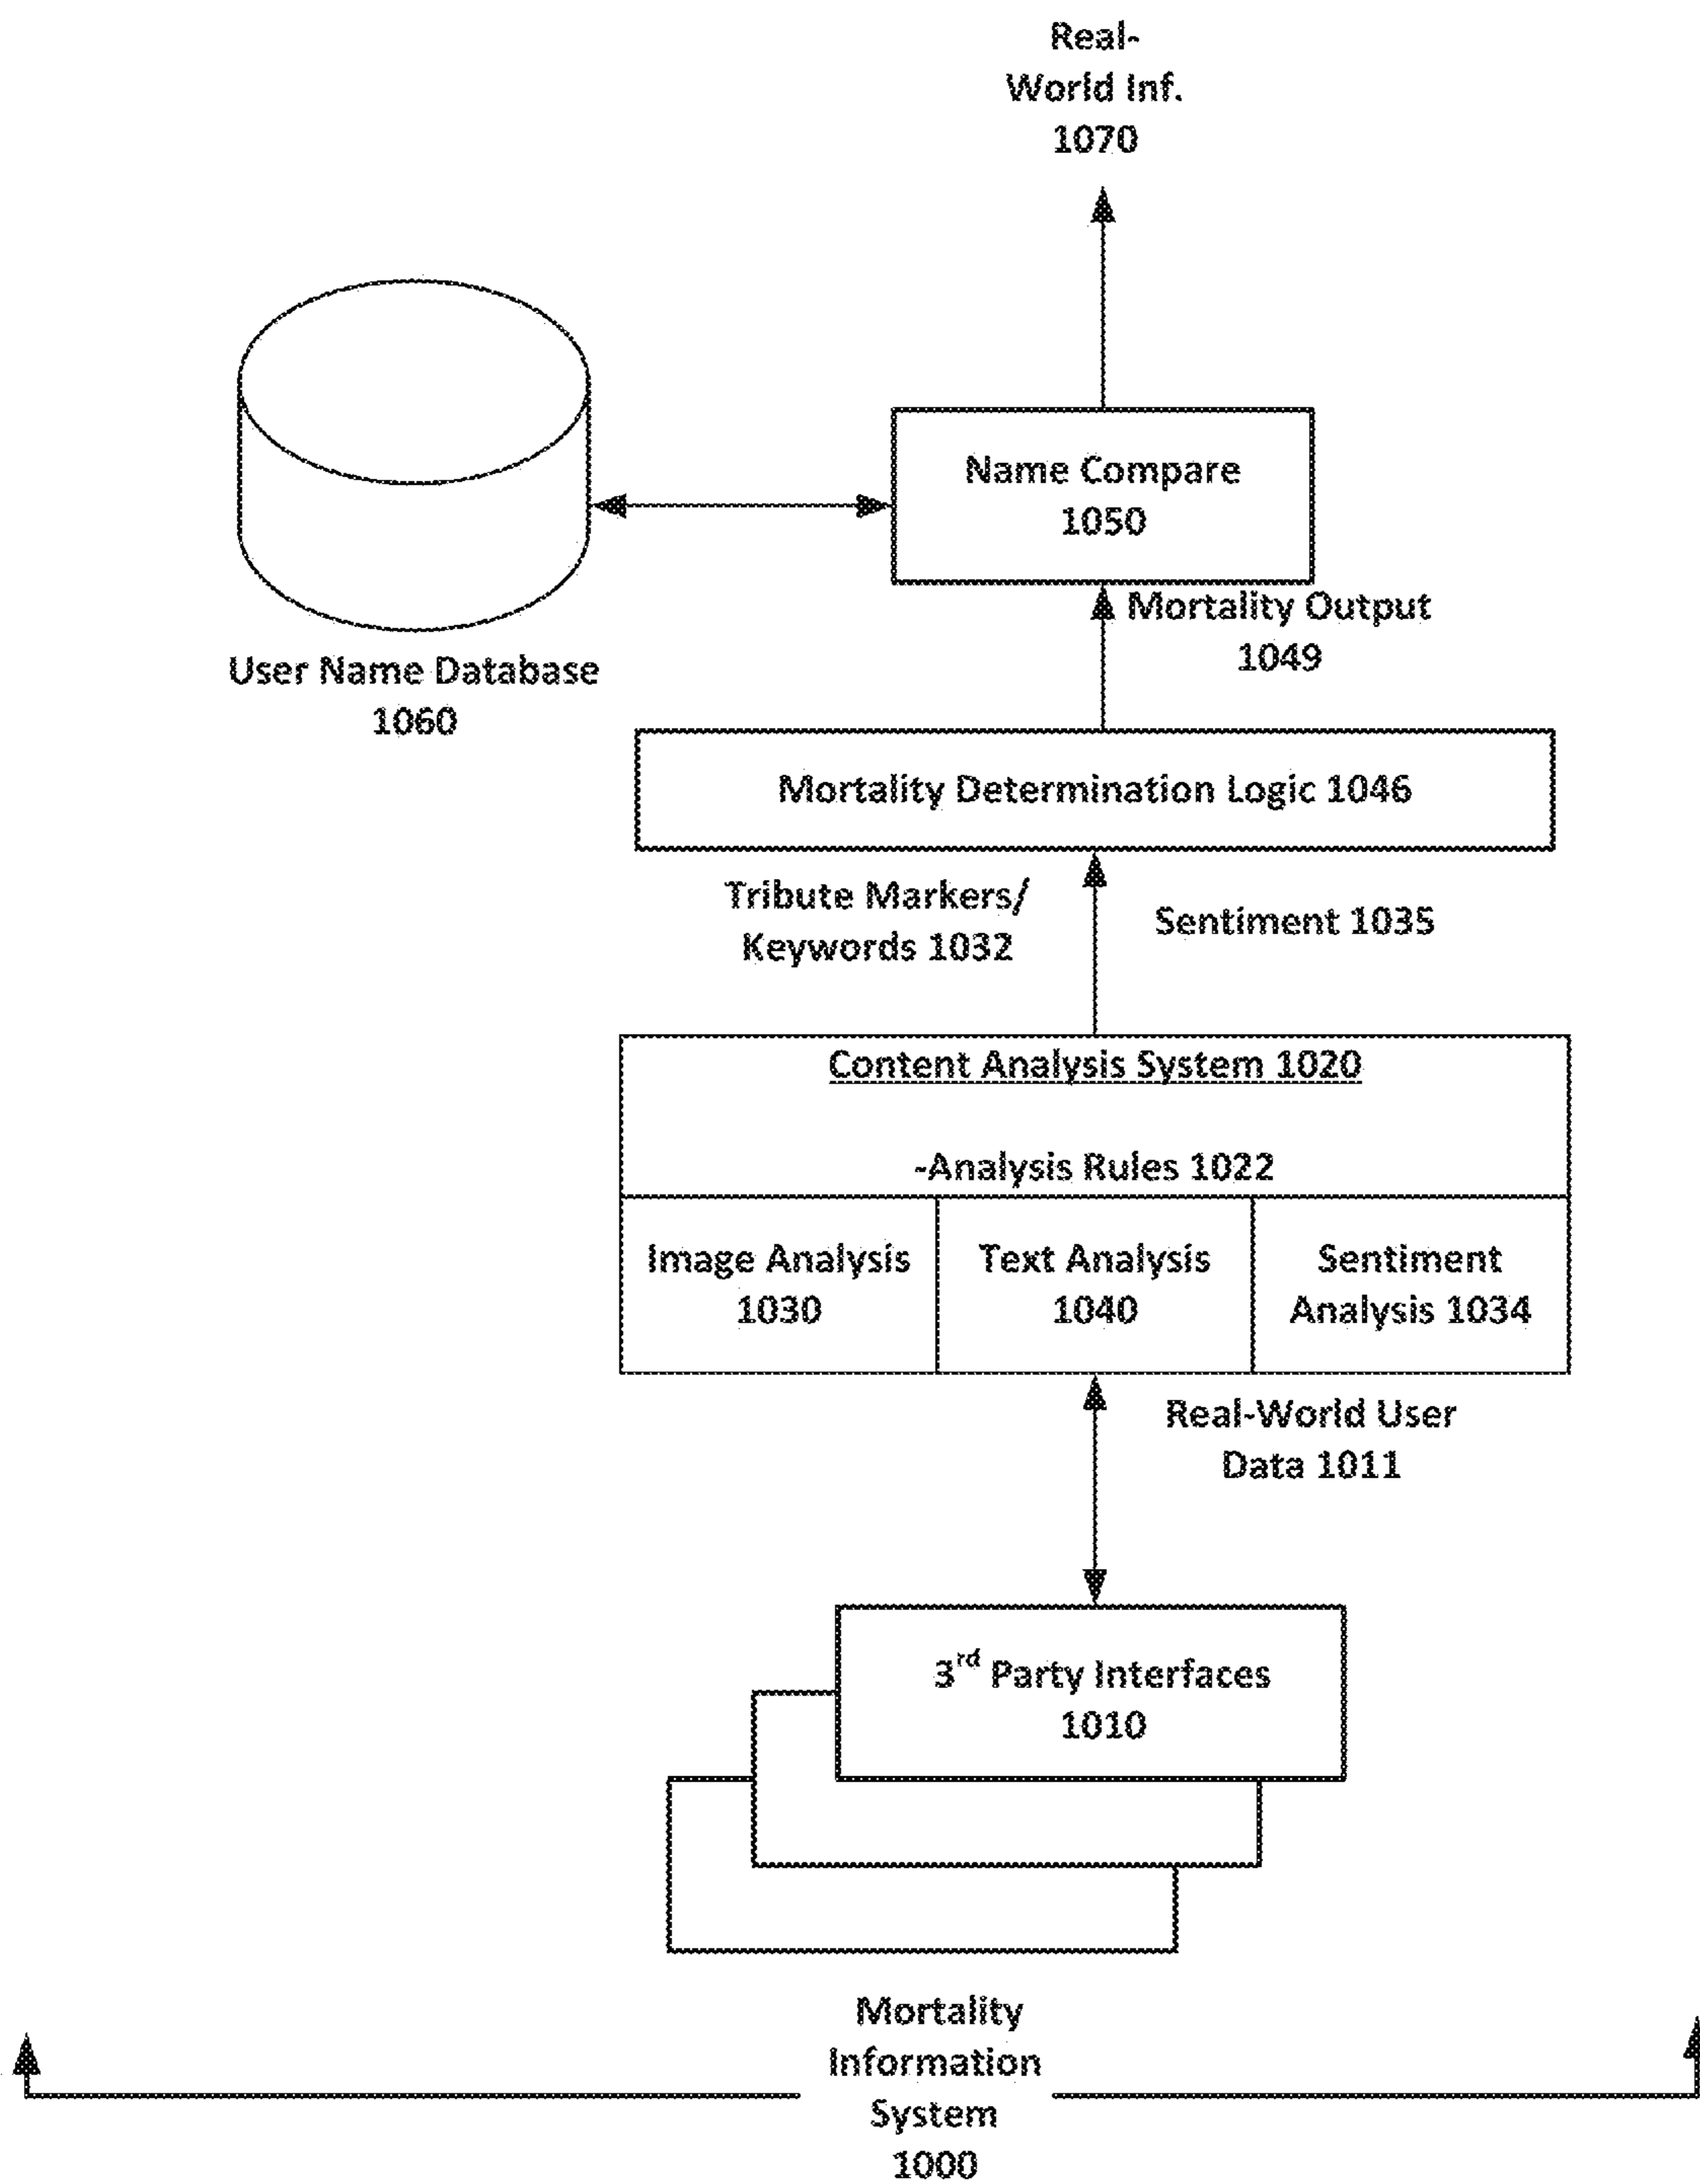 Real-
World Inf.
1070
Name Compare
1050
Mortality Output
1049
User Name Database
1060
Mortality Determination Logic 1046
Tribute Markers/
Keywords 1032
Sentiment 1035
Content Analysis System 1020
-Analysis Rules 1022
Image Analysis
1030
Text Analysis
1040
Sentiment
Analysis 1034
Real-World User
Data 1011
3rd Party Interfaces
1010
Mortality
Information
System
1000